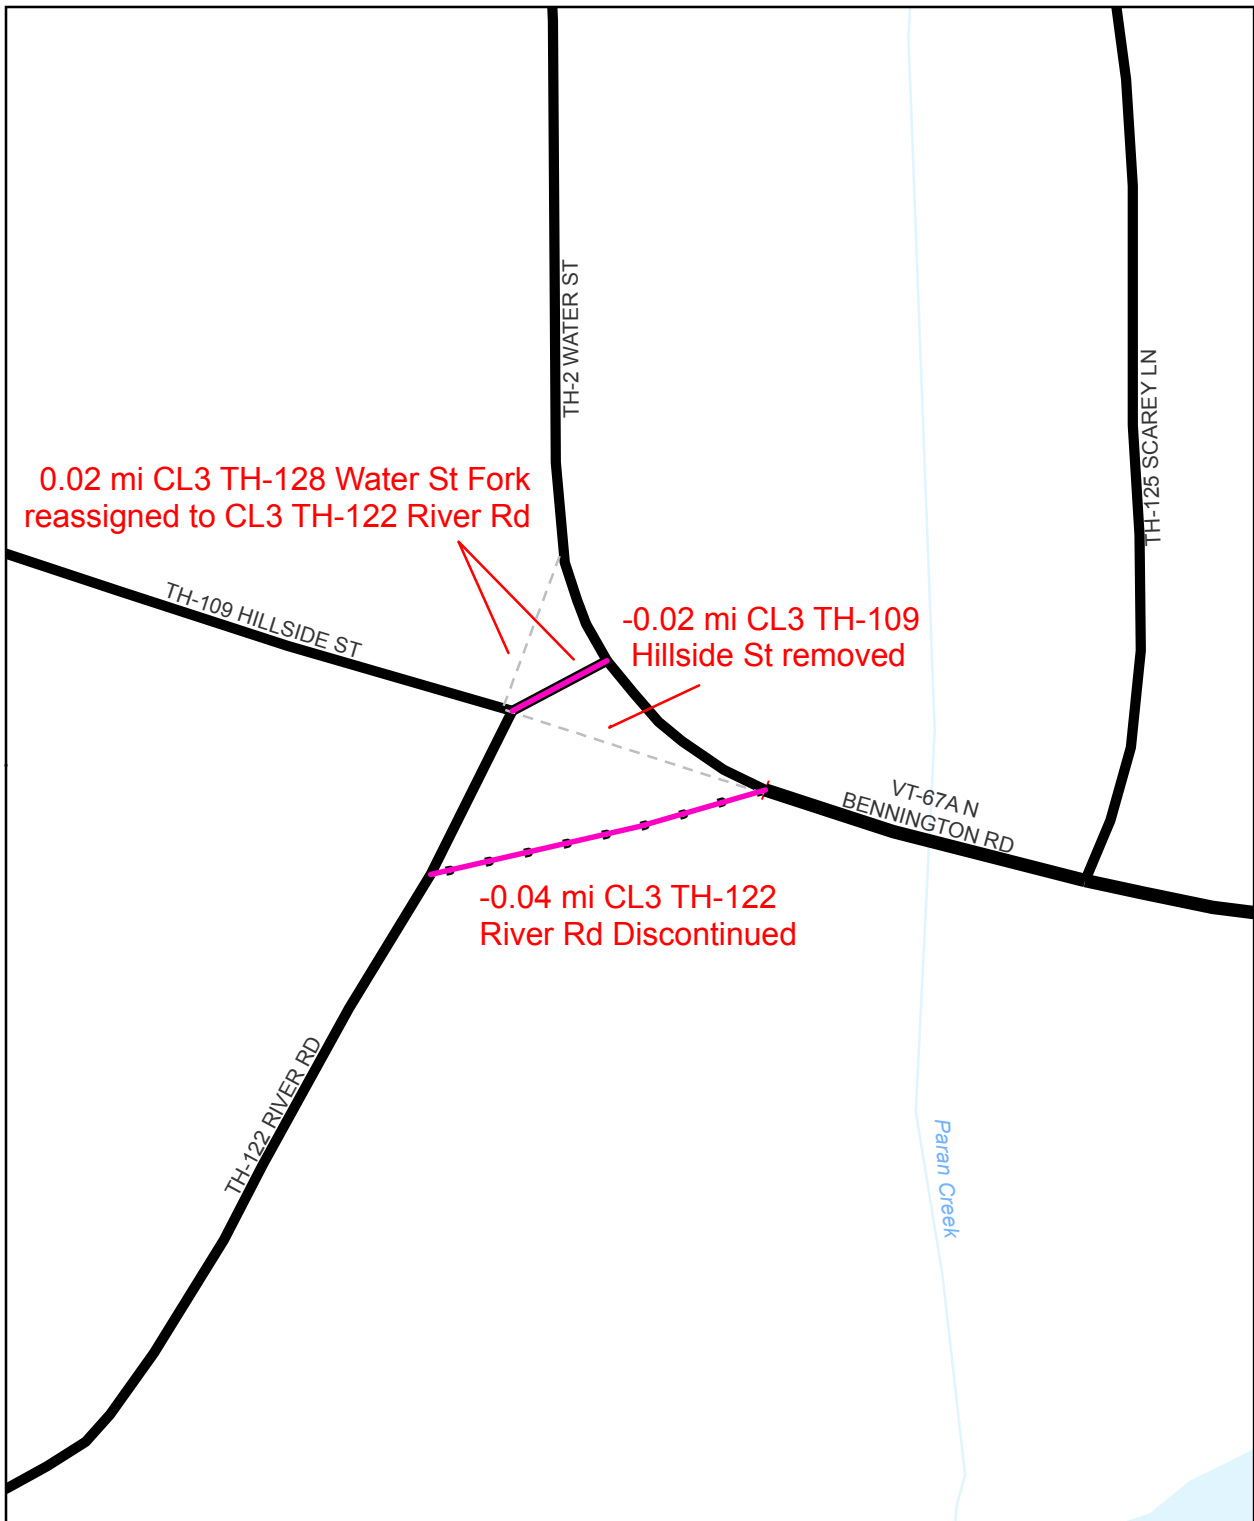 TH-2 WATER ST
TH-125 SCAREY LN
0.02 mi CL3 TH-128 Water St Fork
reassigned to CL3 TH-122 River Rd
TH-109 HILLSIDE ST
-0.02 mi CL3 TH-109
Hillside St removed
VT-67A N
BENNINGTON RD
-0.04 mi CL3 TH-122
River Rd Discontinued
TH-122 RIVER RD
Paran Creek